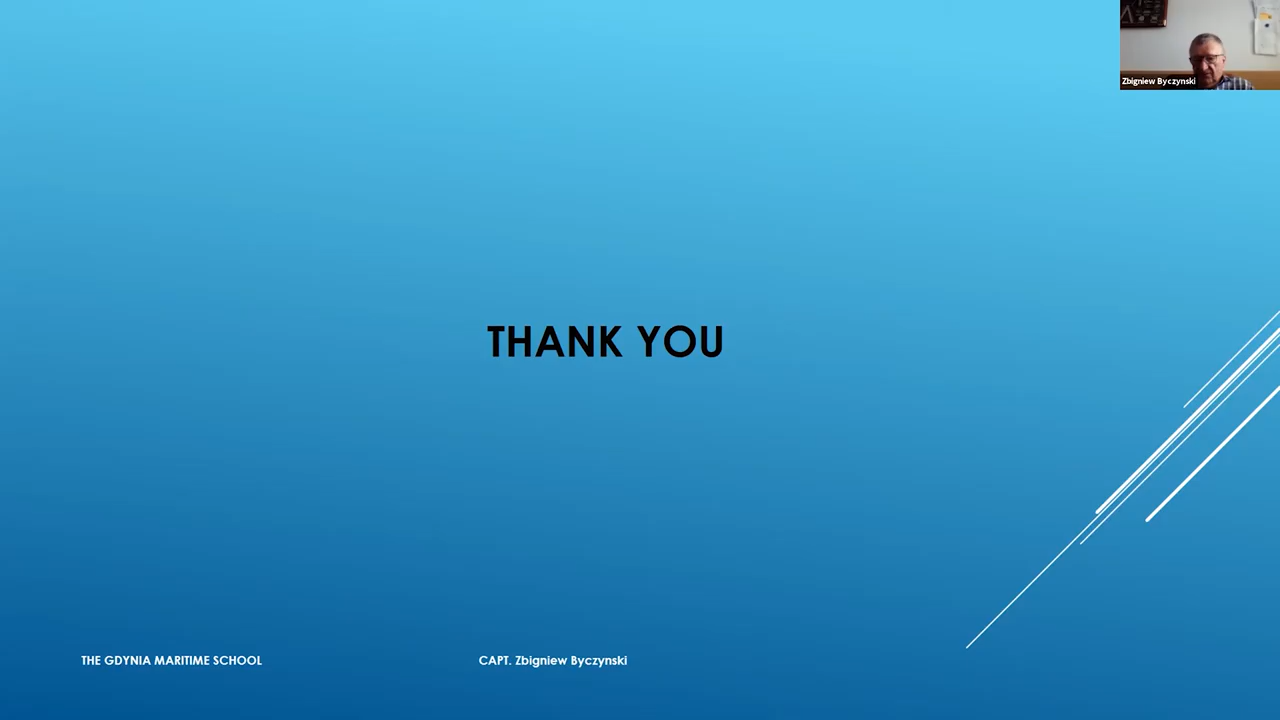 Zbigniew Byczynski
THANK YOU
THE GDYNIA MARITIME SCHOOL
CAPT. Zbigniew Byczynski